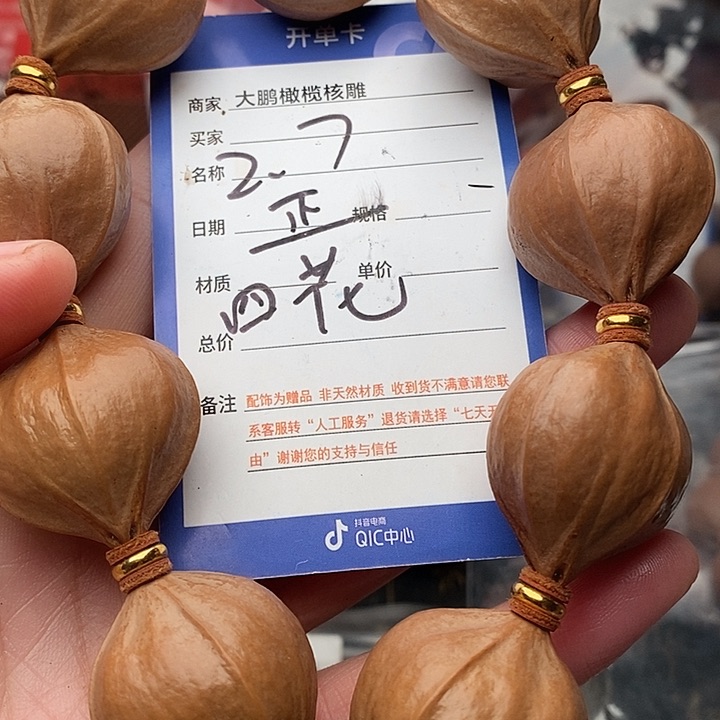 开单卡
商家 大鹏橄榄核雕
买家
名称 2.7
日期 正 规格
材质 四花 单价
总价
备注 配饰为赠品 非天然材质 收到货不满意请您联
系客服转“人工服务”退货请选择“七天无
由”谢谢您的支持与信任
抖音电商
QIC中心